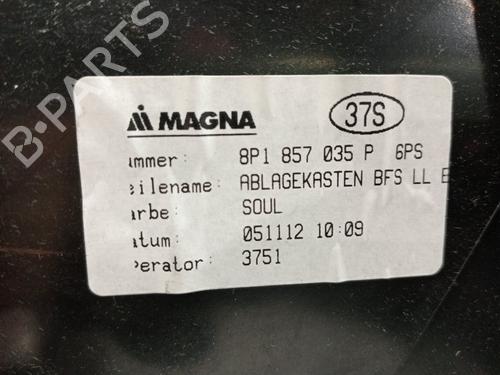 B-PARTS
MAGNA 37S
ummer: 8P1 857 035 P 6PS
eilename: ABLAGEKASTEN BFS LL E
arbe: SOUL
atum: 051112 10:09
perator: 3751